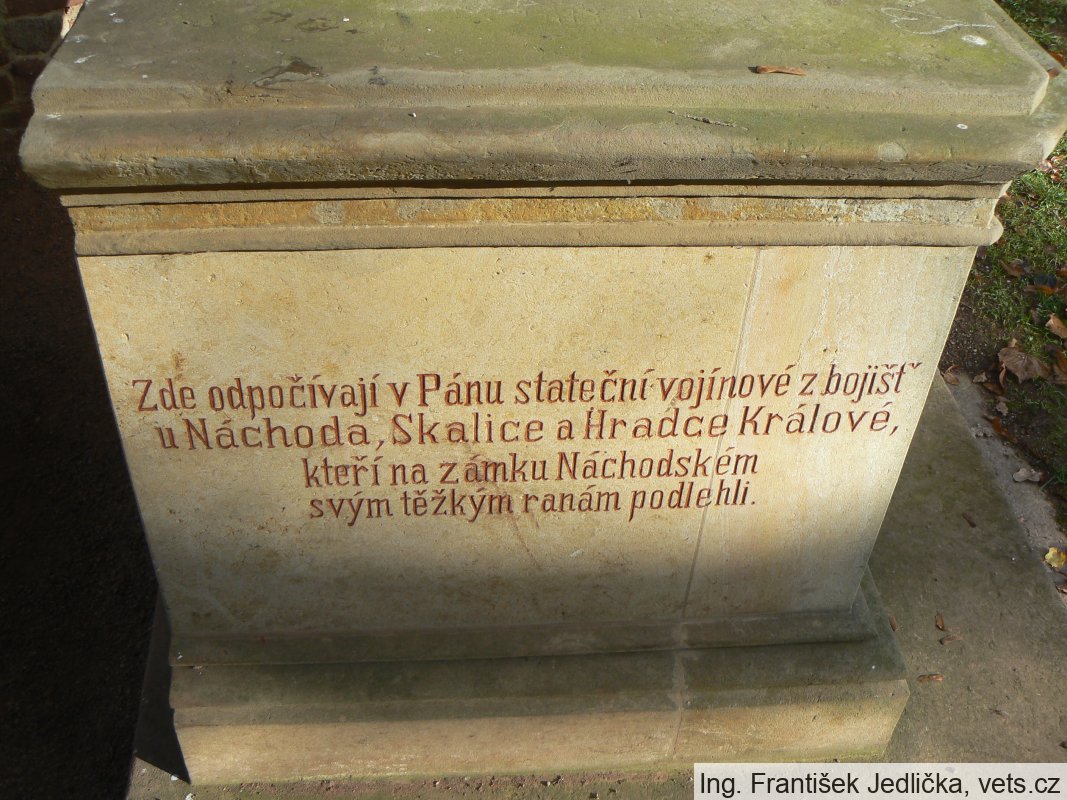 Zde odpočívají v Pánu stateční vojínové z bojišť
u Náchoda, Skalice a Hradce Králové,
kteří na zámku Náchodském
svým těžkým ranám podlehli.
Ing. František Jedlička, vets.cz